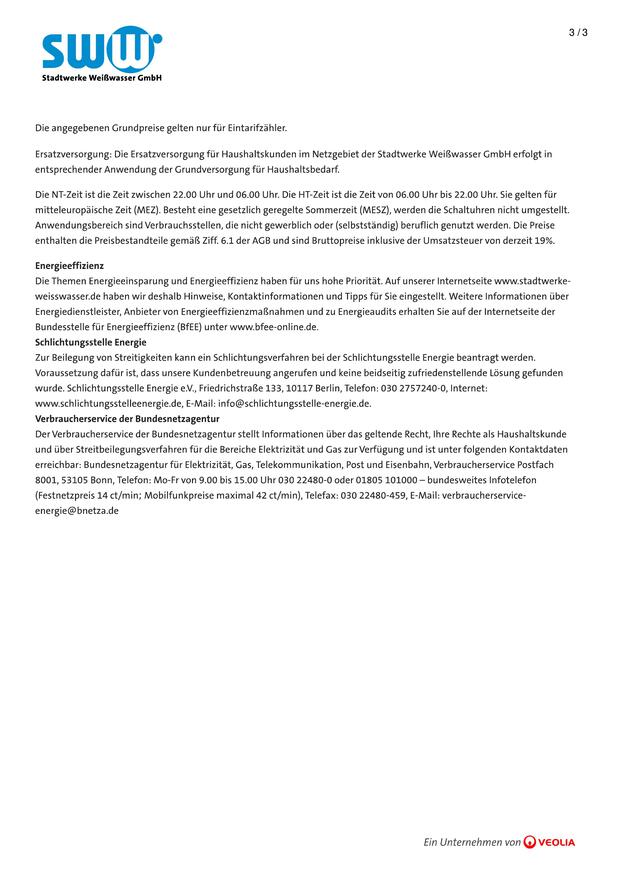 3 / 3
sww
Stadtwerke Weißwasser GmbH
Die angegebenen Grundpreise gelten nur für Eintarifzähler.
Ersatzversorgung: Die Ersatzversorgung für Haushaltskunden im Netzgebiet der Stadtwerke Weißwasser GmbH erfolgt in
entsprechender Anwendung der Grundversorgung für Haushaltsbedarf.
Die NT-Zeit ist die Zeit zwischen 22.00 Uhr und 06.00 Uhr. Die HT-Zeit ist die Zeit von 06.00 Uhr bis 22.00 Uhr. Sie gelten für
mitteleuropäische Zeit (MEZ). Besteht eine gesetzlich geregelte Sommerzeit (MESZ), werden die Schaltuhren nicht umgestellt.
Anwendungsbereich sind Verbrauchsstellen, die nicht gewerblich oder (selbstständig) beruflich genutzt werden. Die Preise
enthalten die Preisbestandteile gemäß Ziff. 6.1 der AGB und sind Bruttopreise inklusive der Umsatzsteuer von derzeit 19%.
Energieeffizienz
Die Themen Energieeinsparung und Energieeffizienz haben für uns hohe Priorität. Auf unserer Internetseite www.stadtwerke-
weisswasser.de haben wir deshalb Hinweise, Kontaktinformationen und Tipps für Sie eingestellt. Weitere Informationen über
Energiedienstleister, Anbieter von Energieeffizienzmaßnahmen und zu Energieaudits erhalten Sie auf der Internetseite der
Bundesstelle für Energieeffizienz (BfEE) unter www.bfee-online.de.
Schlichtungsstelle Energie
Zur Beilegung von Streitigkeiten kann ein Schlichtungsverfahren bei der Schlichtungsstelle Energie beantragt werden.
Voraussetzung dafür ist, dass unsere Kundenbetreuung angerufen und keine beidseitig zufriedenstellende Lösung gefunden
wurde. Schlichtungsstelle Energie e.V., Friedrichstraße 133, 10117 Berlin, Telefon: 030 2757240-0, Internet:
www.schlichtungsstelleenergie.de, E-Mail: info@schlichtungsstelle-energie.de.
Verbraucherservice der Bundesnetzagentur
Der Verbraucherservice der Bundesnetzagentur stellt Informationen über das geltende Recht, Ihre Rechte als Haushaltskunde
und über Streitbeilegungsverfahren für die Bereiche Elektrizität und Gas zur Verfügung und ist unter folgenden Kontaktdaten
erreichbar: Bundesnetzagentur für Elektrizität, Gas, Telekommunikation, Post und Eisenbahn, Verbraucherservice Postfach
8001, 53105 Bonn, Telefon: Mo-Fr von 9.00 bis 15.00 Uhr 030 22480-0 oder 01805 101000 – bundesweites Infotelefon
(Festnetzpreis 14 ct/min; Mobilfunkpreise maximal 42 ct/min), Telefax: 030 22480-459, E-Mail: verbraucherservice-
energie@bnetza.de
Ein Unternehmen von VEOLIA